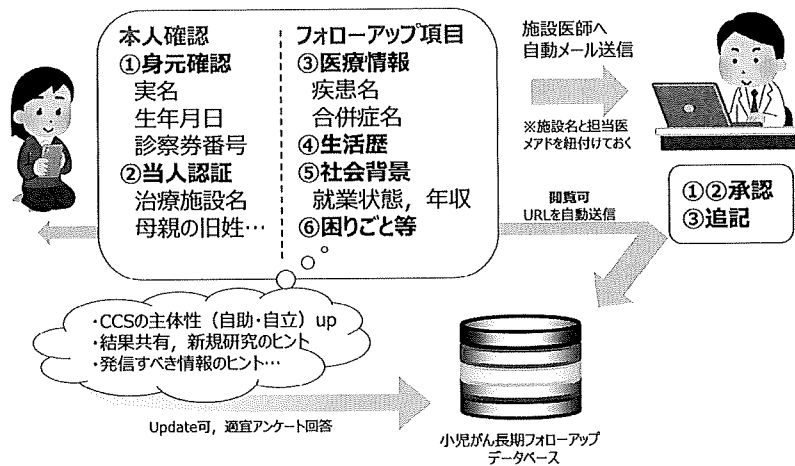 本人確認
①身元確認
実名
生年月日
診察券番号
②当人認証
治療施設名
母親の旧姓…
フォローアップ項目
③医療情報
疾患名
合併症名
④生活歴
⑤社会背景
就業状態，年収
⑥困りごと等
施設医師へ
自動メール送信
※施設名と担当医
メアドを紐付けておく
閲覧可
URLを自動送信
①②承認
③追記
・CCSの主体性（自助・自立）up
・結果共有，新規研究のヒント
・発信すべき情報のヒント…
Update可，適宜アンケート回答
小児がん長期フォローアップ
データベース